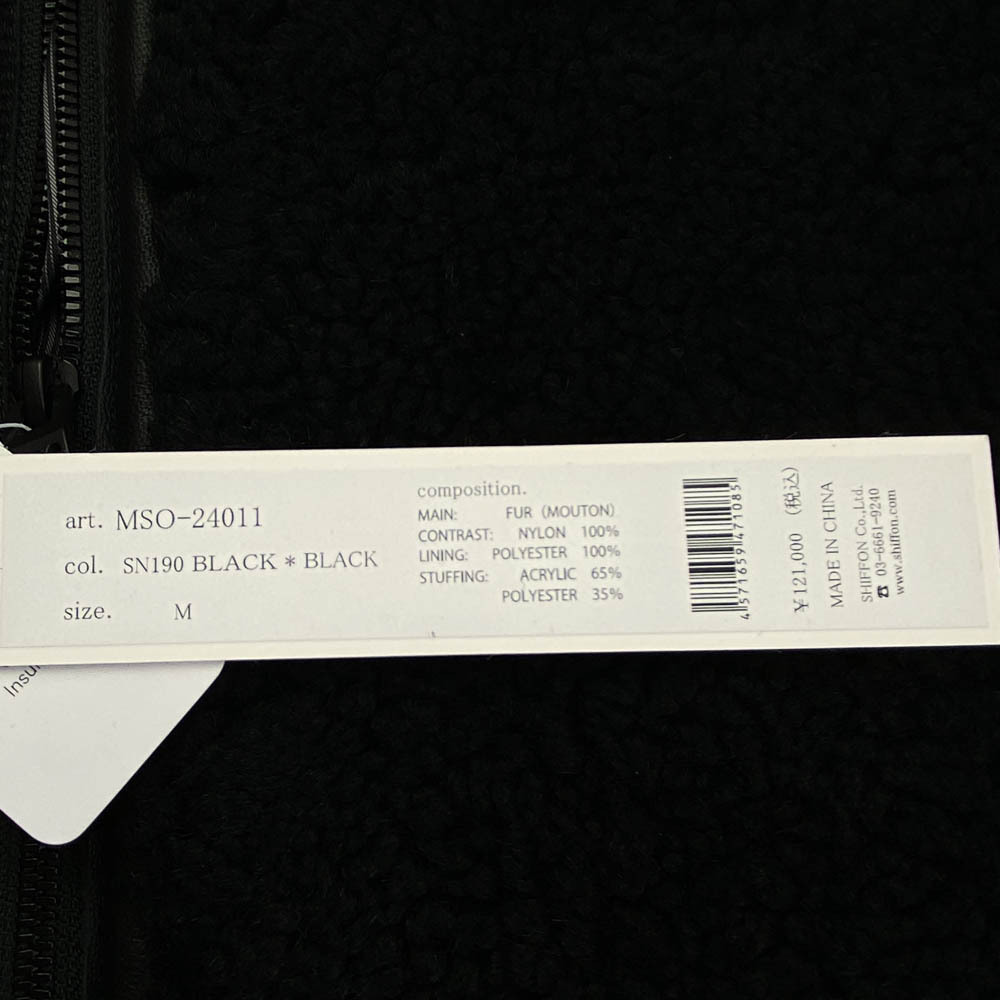 art. MSO-24011
col. SN190 BLACK * BLACK
size. M
composition.
MAIN: FUR (MOUTON)
CONTRAST: NYLON 100%
LINING: POLYESTER 100%
STUFFING: ACRYLIC 65%
POLYESTER 35%
4571659471085
¥121,000 (税込)
MADE IN CHINA
SHIFFON Co.,Ltd.
☎ 03-6661-9240
www.shiffon.com